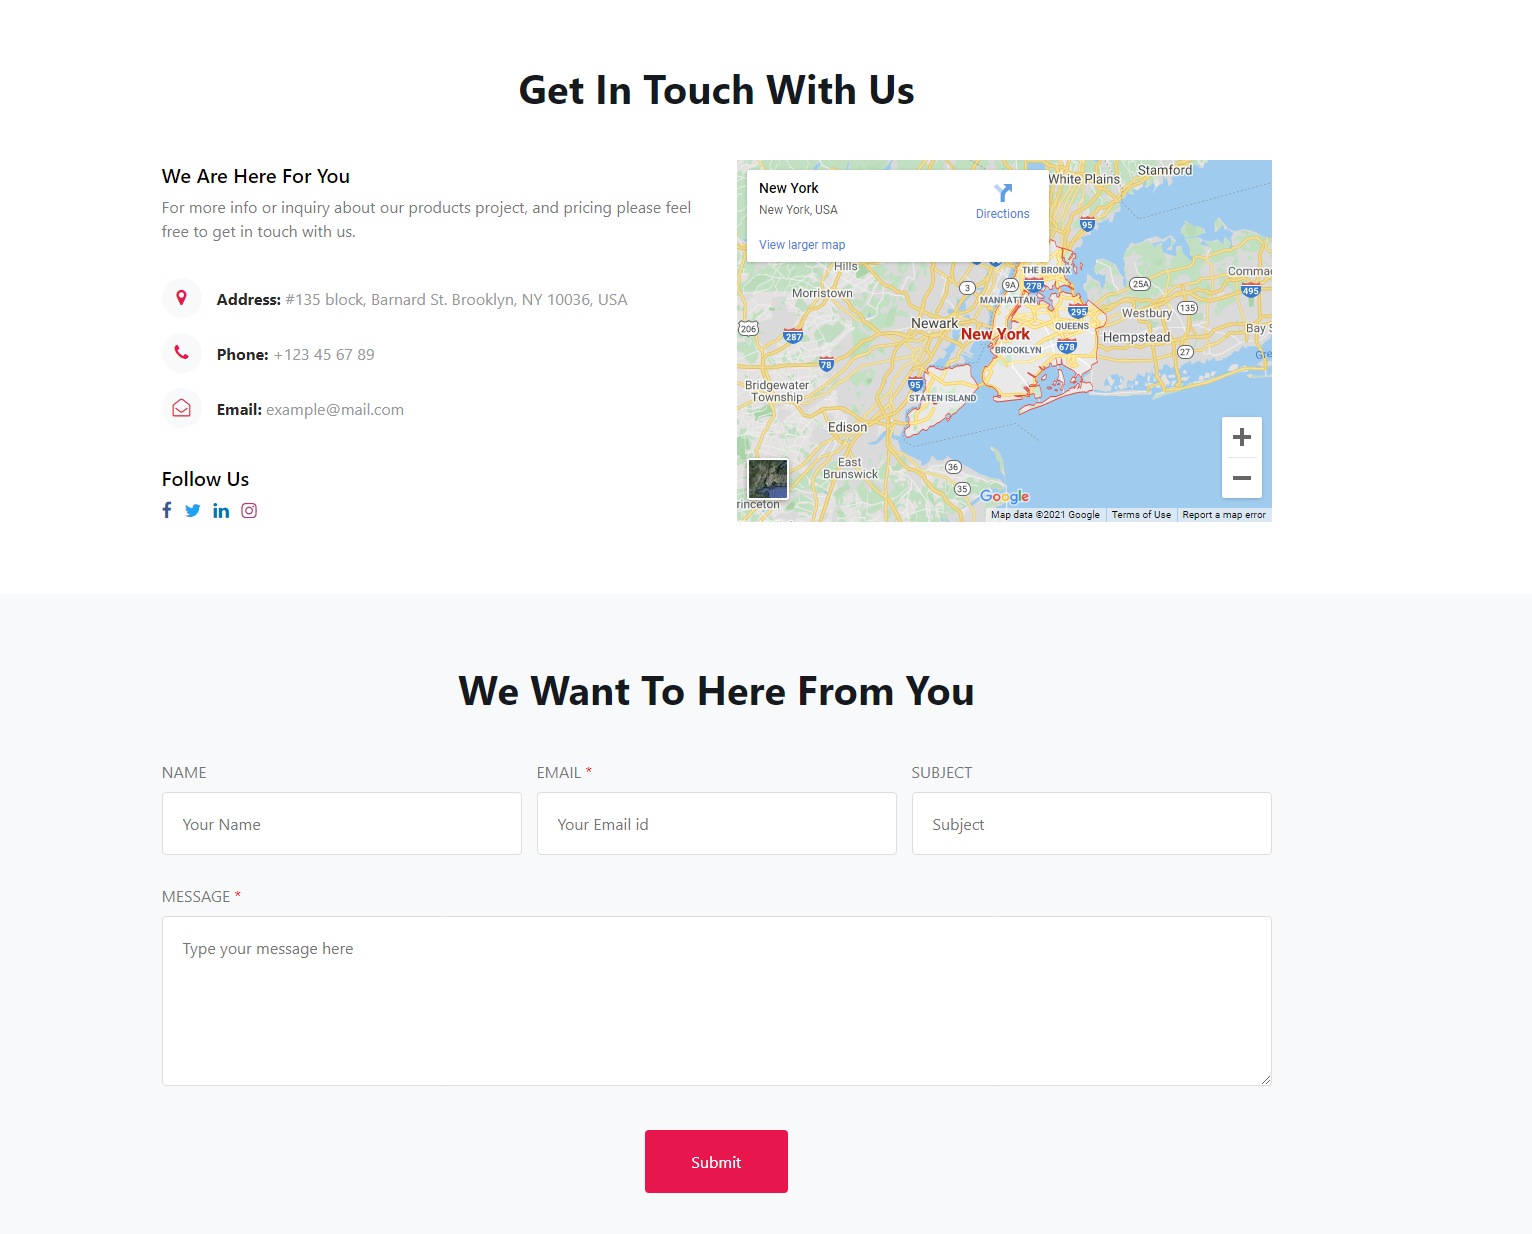 Get In Touch With Us
We Are Here For You
For more info or inquiry about our products project, and pricing please feel
free to get in touch with us.
Address: #135 block, Barnard St. Brooklyn, NY 10036, USA
Phone: +123 45 67 89
Email: example@mail.com
Follow Us
New York
New York, USA
Directions
View larger map
White Plains
Stamford
95
Hills
THE BRONX
Morristown
3
9A
278
MANHATTAN
25A
495
206
287
Newark
New York
295
QUEENS
Westbury
135
Bay S
BROOKLYN
678
Hempstead
27
Gre
78
95
Bridgewater
Township
STATEN ISLAND
Edison
East
Brunswick
36
35
rinceton
Google
Map data ©2021 Google
Terms of Use
Report a map error
We Want To Here From You
NAME
EMAIL *
SUBJECT
Your Name
Your Email id
Subject
MESSAGE *
Type your message here
Submit